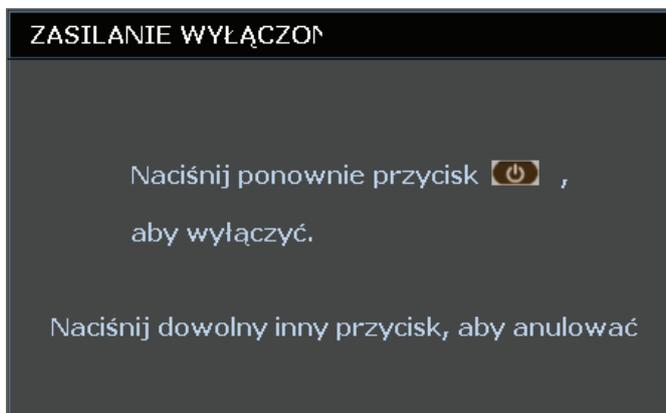 ZASILANIE WYŁĄCZON
Naciśnij ponownie przycisk ,
aby wyłączyć.
Naciśnij dowolny inny przycisk, aby anulować